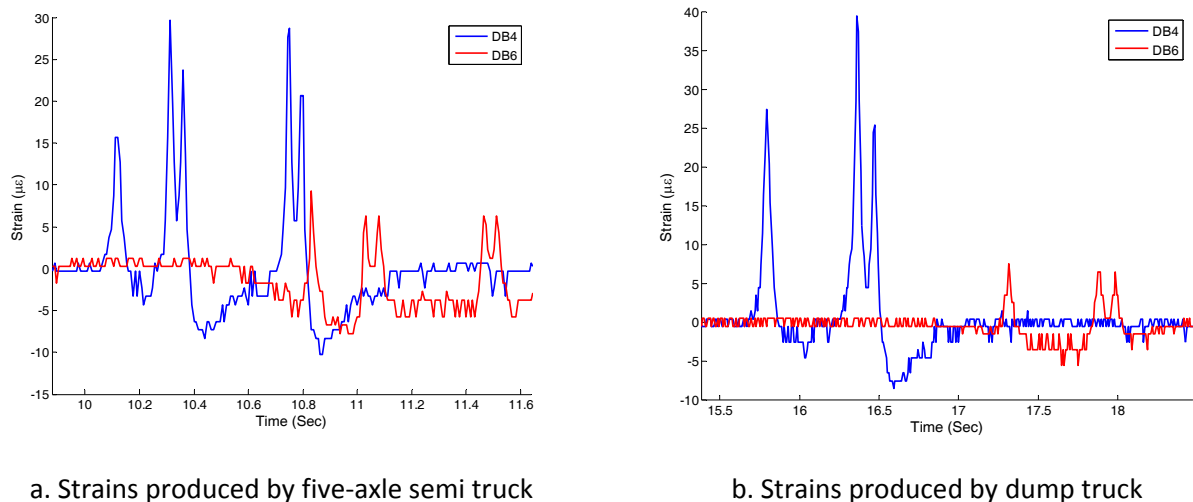 30
25
20
15
10
5
0
-5
-10
-15
Strain (με)
10 10.2 10.4 10.6 10.8 11 11.2 11.4 11.6
Time (Sec)
DB4
DB6
a. Strains produced by five-axle semi truck
40
35
30
25
20
15
10
5
0
-5
-10
Strain (με)
15.5 16 16.5 17 17.5 18
Time (Sec)
DB4
DB6
b. Strains produced by dump truck